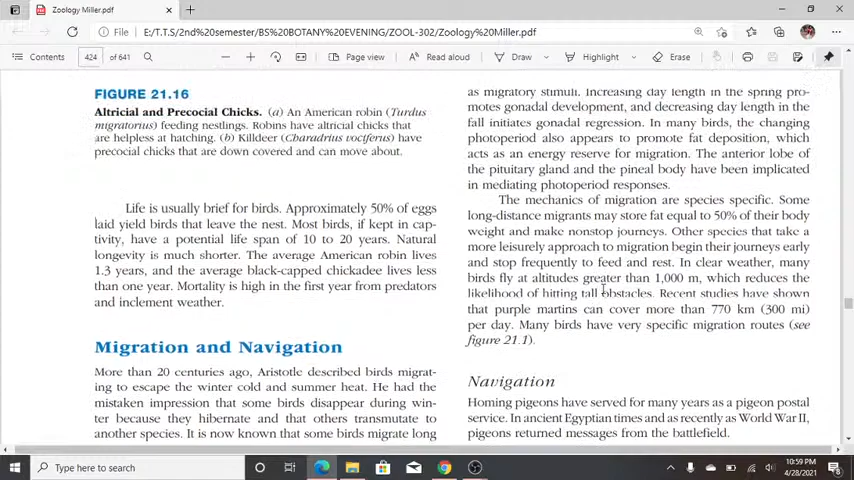 Zoology Miller.pdf
File
E:/T.T.S/2nd%20semester/BS%20BOTANY%20EVENING/ZOOL-302/Zoology%20Miller.pdf
Contents
424
of 641
Page view
Read aloud
Draw
Highlight
Erase
FIGURE 21.16
Altricial and Precocial Chicks. (a) An American robin (Turdus
migratorius) feeding nestlings. Robins have altricial chicks that
are helpless at hatching. (b) Killdeer (Charadrius vociferus) have
precocial chicks that are down covered and can move about.
Life is usually brief for birds. Approximately 50% of eggs
laid yield birds that leave the nest. Most birds, if kept in cap-
tivity, have a potential life span of 10 to 20 years. Natural
longevity is much shorter. The average American robin lives
1.3 years, and the average black-capped chickadee lives less
than one year. Mortality is high in the first year from predators
and inclement weather.
Migration and Navigation
More than 20 centuries ago, Aristotle described birds migrat-
ing to escape the winter cold and summer heat. He had the
mistaken impression that some birds disappear during win-
ter because they hibernate and that others transmutate to
another species. It is now known that some birds migrate long
as migratory stimuli. Increasing day length in the spring pro-
motes gonadal development, and decreasing day length in the
fall initiates gonadal regression. In many birds, the changing
photoperiod also appears to promote fat deposition, which
acts as an energy reserve for migration. The anterior lobe of
the pituitary gland and the pineal body have been implicated
in mediating photoperiod responses.
The mechanics of migration are species specific. Some
long-distance migrants may store fat equal to 50% of their body
weight and make nonstop journeys. Other species that take a
more leisurely approach to migration begin their journeys early
and stop frequently to feed and rest. In clear weather, many
birds fly at altitudes greater than 1,000 m, which reduces the
likelihood of hitting tall obstacles. Recent studies have shown
that purple martins can cover more than 770 km (300 mi)
per day. Many birds have very specific migration routes (see
figure 21.1).
Navigation
Homing pigeons have served for many years as a pigeon postal
service. In ancient Egyptian times and as recently as World War II,
pigeons returned messages from the battlefield.
Type here to search
10:59 PM
4/28/2021